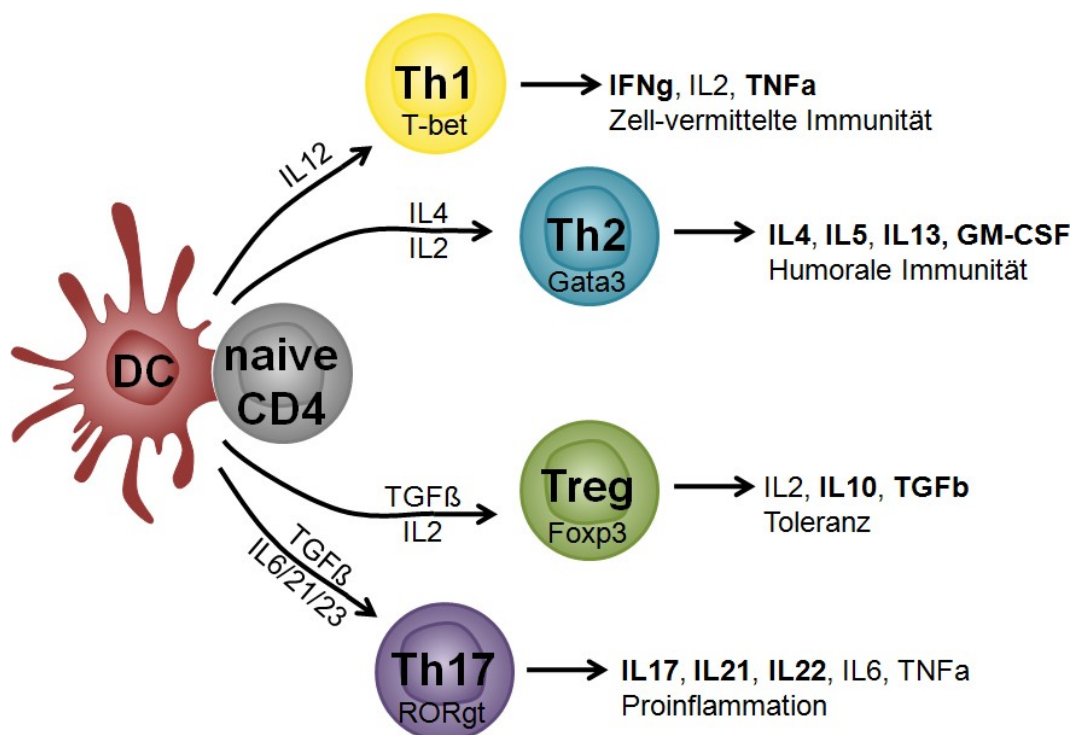 Th1
T-bet
IFNg, IL2, TNFa
Zell-vermittelte Immunität
IL12
IL4
IL2
Th2
Gata3
IL4, IL5, IL13, GM-CSF
Humorale Immunität
DC
naive
CD4
TGFß
IL2
Treg
Foxp3
IL2, IL10, TGFb
Toleranz
TGFß
IL6/21/23
Th17
RORgt
IL17, IL21, IL22, IL6, TNFa
Proinflammation